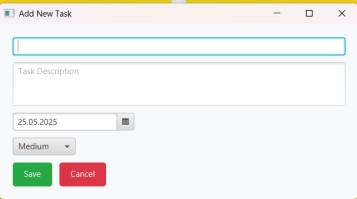 Add New Task
Task Description
25.05.2025
Medium
Save Cancel